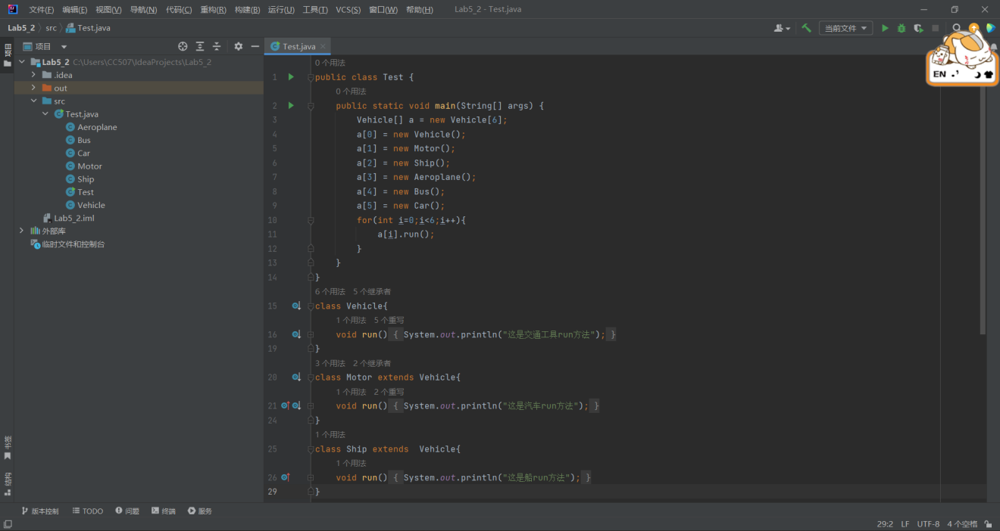 文件(F) 编辑(E) 视图(V) 导航(N) 代码(C) 重构(R) 构建(B) 运行(U) 工具(T) VCS(S) 窗口(W) 帮助(H) Lab5_2 - Test.java
Lab5_2 src Test.java 当前文件
EN
项目
项目
Lab5_2 C:\Users\CC507\IdeaProjects\Lab5_2
.idea
out
src
Test.java
Aeroplane
Bus
Car
Motor
Ship
Test
Vehicle
Lab5_2.iml
外部库
临时文件和控制台
书签
结构
Test.java
0 个用法
1 public class Test {
0 个用法
2 public static void main(String[] args) {
3 Vehicle[] a = new Vehicle[6];
4 a[0] = new Vehicle();
5 a[1] = new Motor();
6 a[2] = new Ship();
7 a[3] = new Aeroplane();
8 a[4] = new Bus();
9 a[5] = new Car();
10 for(int i=0;i<6;i++){
11 a[i].run();
12 }
13 }
14 }
6 个用法 5 个继承者
15 class Vehicle{
1 个用法 5 个重写
16 void run() { System.out.println("这是交通工具run方法"); }
19 }
3 个用法 2 个继承者
20 class Motor extends Vehicle{
1 个用法 2 个重写
21 void run() { System.out.println("这是汽车run方法"); }
24 }
1 个用法
25 class Ship extends  Vehicle{
1 个用法
26 void run() { System.out.println("这是船run方法"); }
29 }
版本控制 TODO 问题 终端 服务
29:2 LF UTF-8 4 个空格